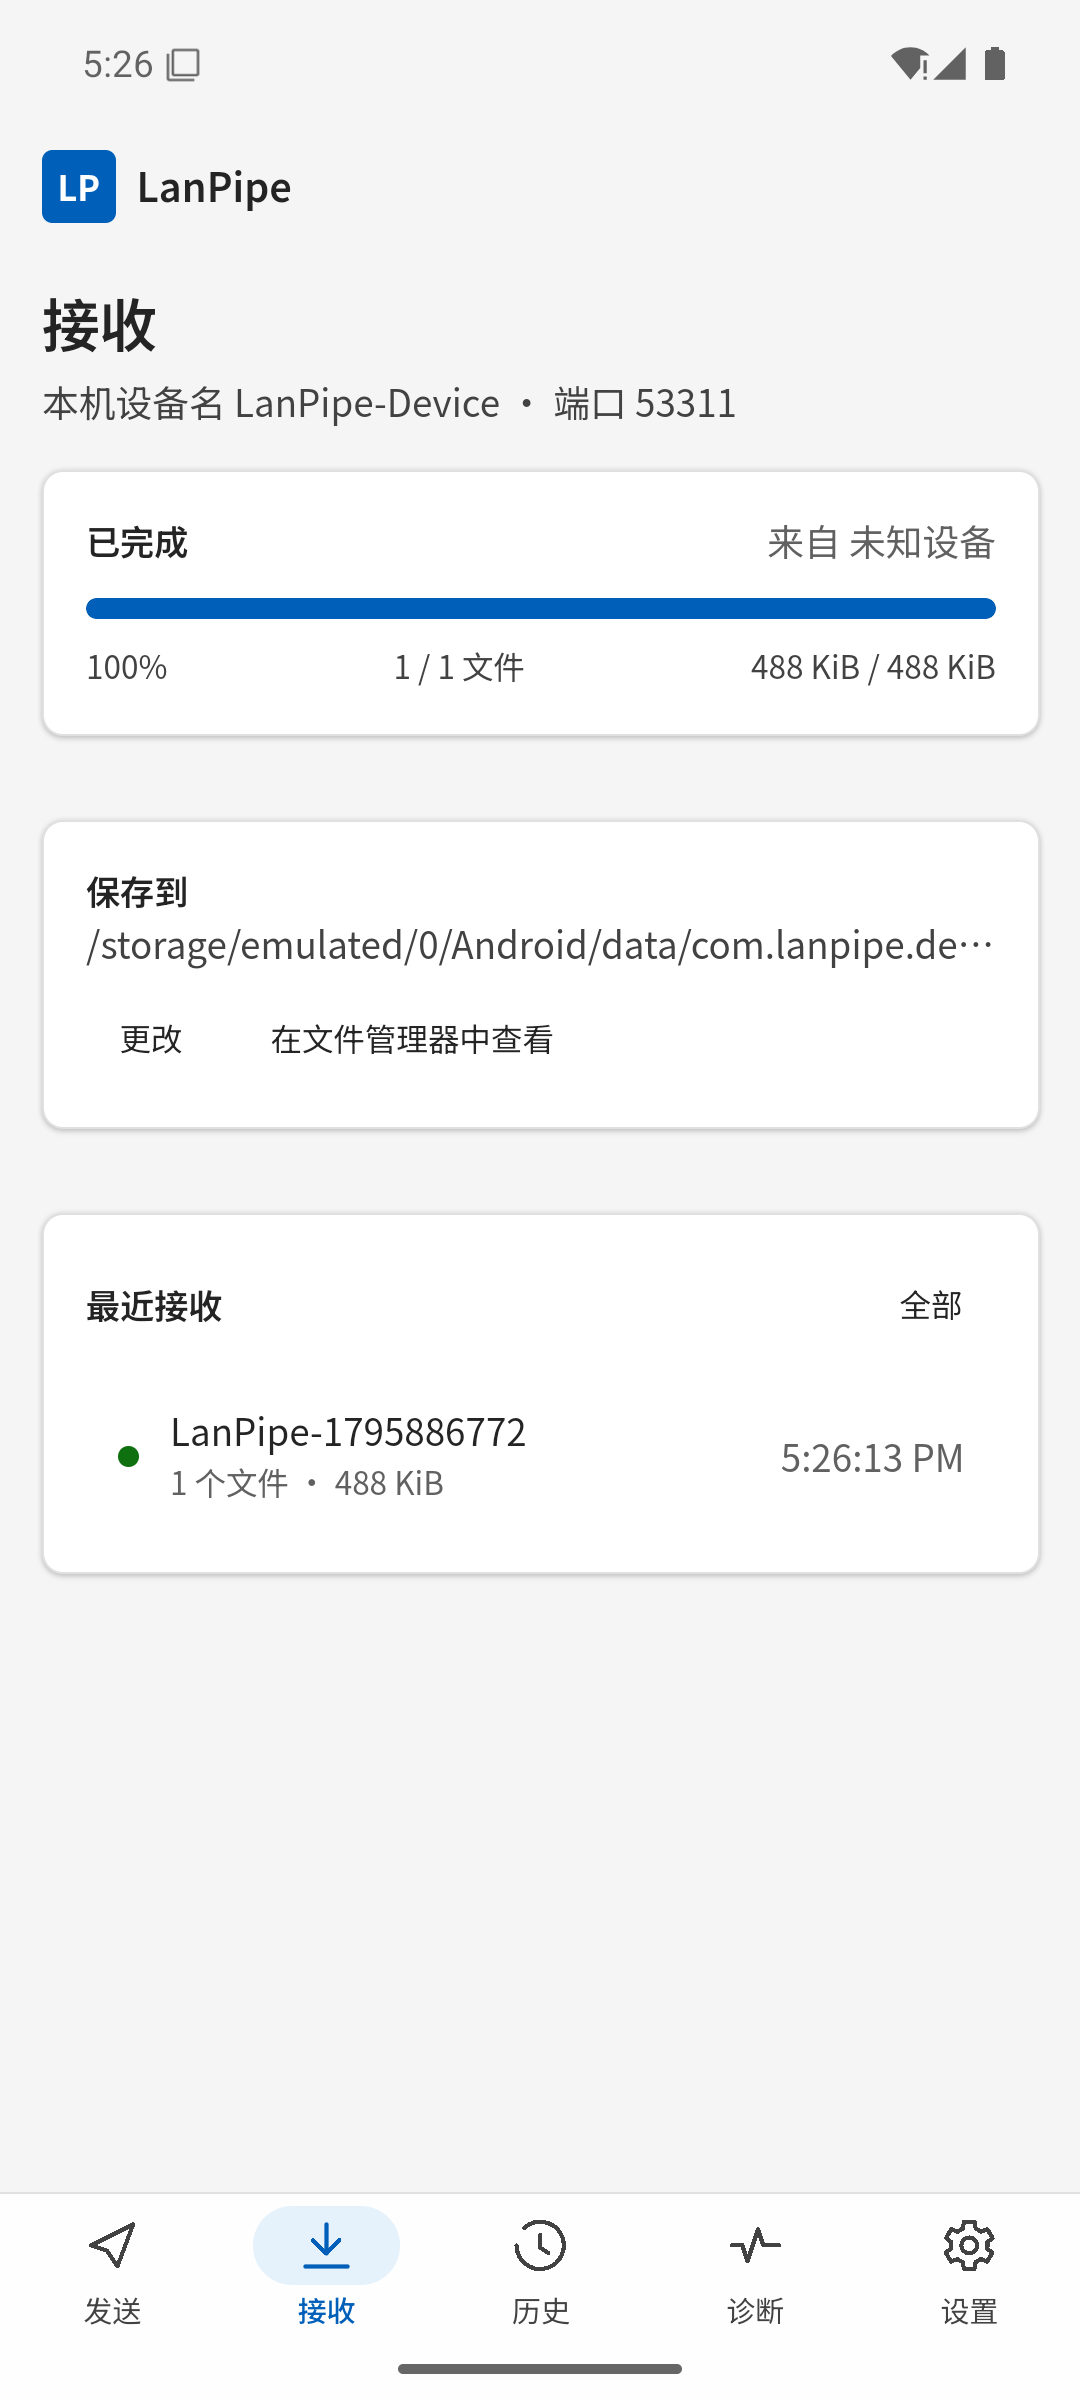 5:26
LP LanPipe
接收
本机设备名 LanPipe-Device • 端口 53311
已完成 来自 未知设备
100% 1 / 1 文件 488 KiB / 488 KiB
保存到
/storage/emulated/0/Android/data/com.lanpipe.de…
更改 在文件管理器中查看
最近接收 全部
LanPipe-1795886772
1 个文件 • 488 KiB 5:26:13 PM
发送 接收 历史 诊断 设置